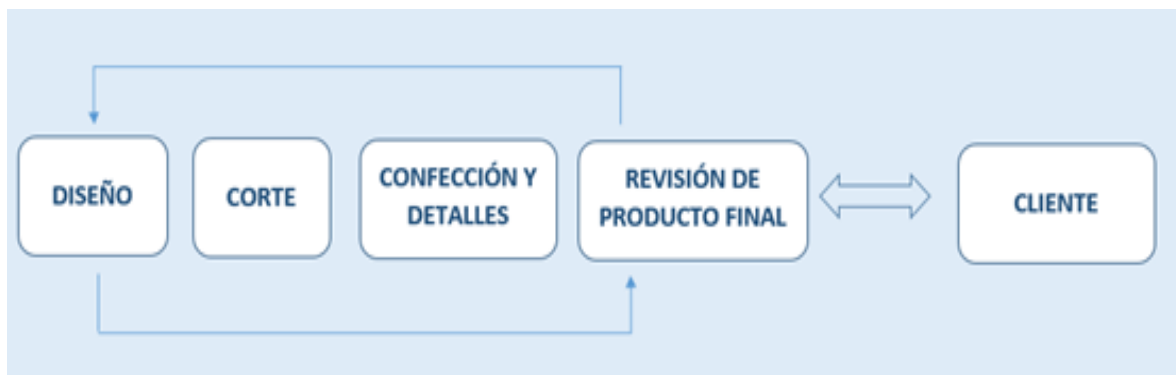 DISEÑO
CORTE
CONFECCIÓN Y
DETALLES
REVISIÓN DE
PRODUCTO FINAL
CLIENTE